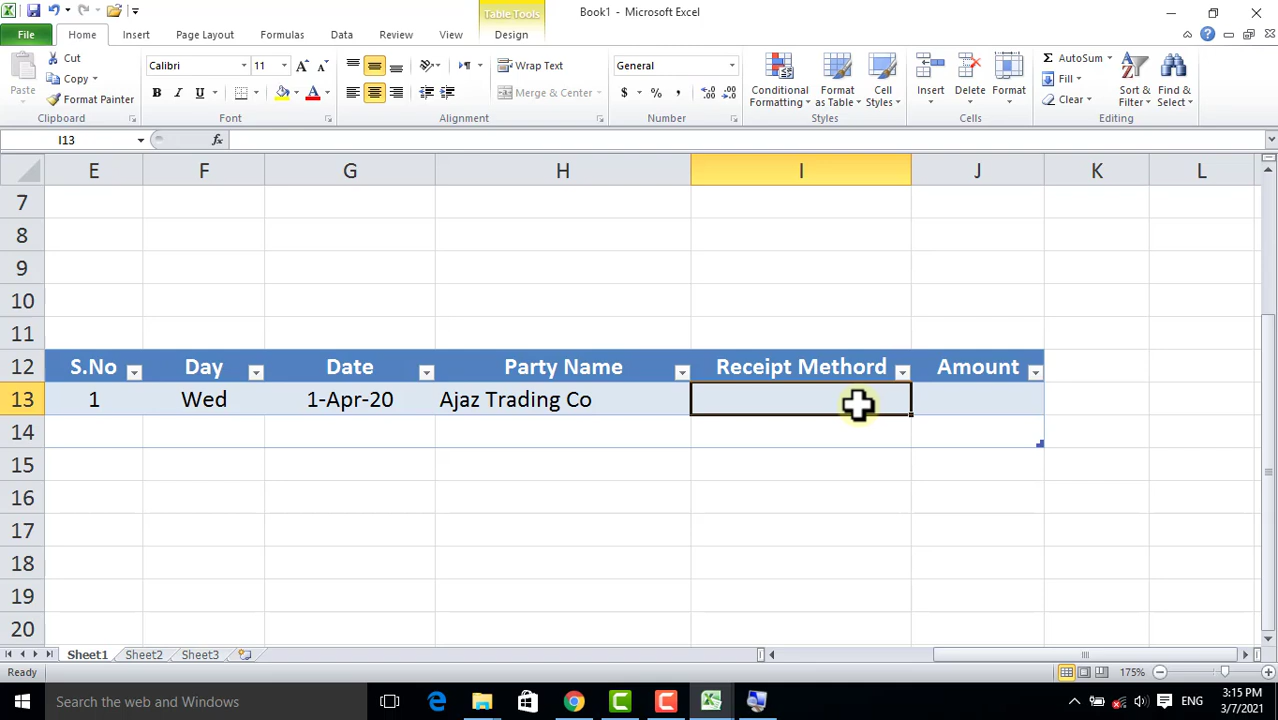 Table Tools
Book1 - Microsoft Excel
File Home Insert Page Layout Formulas Data Review View Design
Paste
Cut
Copy
Format Painter
Clipboard
Calibri 11
B I U
Font
Wrap Text
Merge & Center
Alignment
General
$ % ,
Number
Conditional Formatting
Format as Table
Cell Styles
Styles
Insert Delete Format
Cells
Σ AutoSum
Fill
Clear
Sort & Filter
Find & Select
Editing
I13 fx
E F G H I J K L
7
8
9
10
11
12 S.No Day Date Party Name Receipt Methord Amount
13 1 Wed 1-Apr-20 Ajaz Trading Co
14
15
16
17
18
19
20
Sheet1 Sheet2 Sheet3
Ready 175%
Search the web and Windows
ENG
3:15 PM
3/7/2021